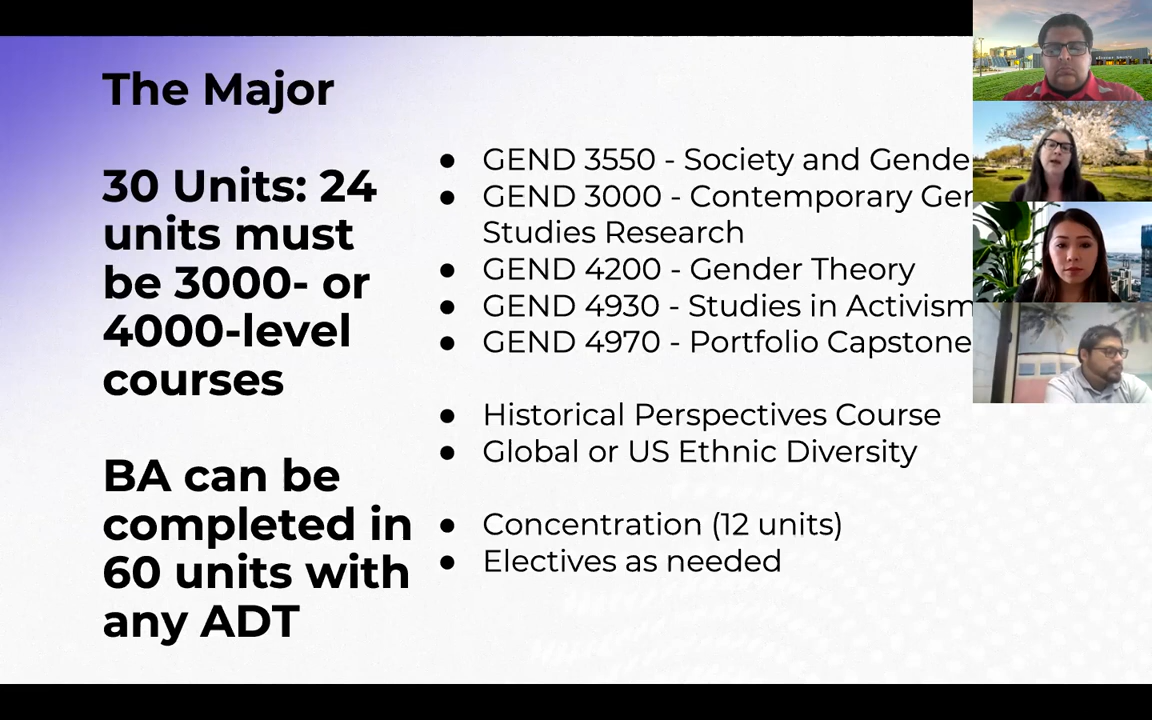 The Major
30 Units: 24
units must
be 3000- or
4000-level
courses
BA can be
completed in
60 units with
any ADT
● GEND 3550 - Society and Gende
● GEND 3000 - Contemporary Ger
Studies Research
● GEND 4200 - Gender Theory
● GEND 4930 - Studies in Activism
● GEND 4970 - Portfolio Capstone
● Historical Perspectives Course
● Global or US Ethnic Diversity
● Concentration (12 units)
● Electives as needed